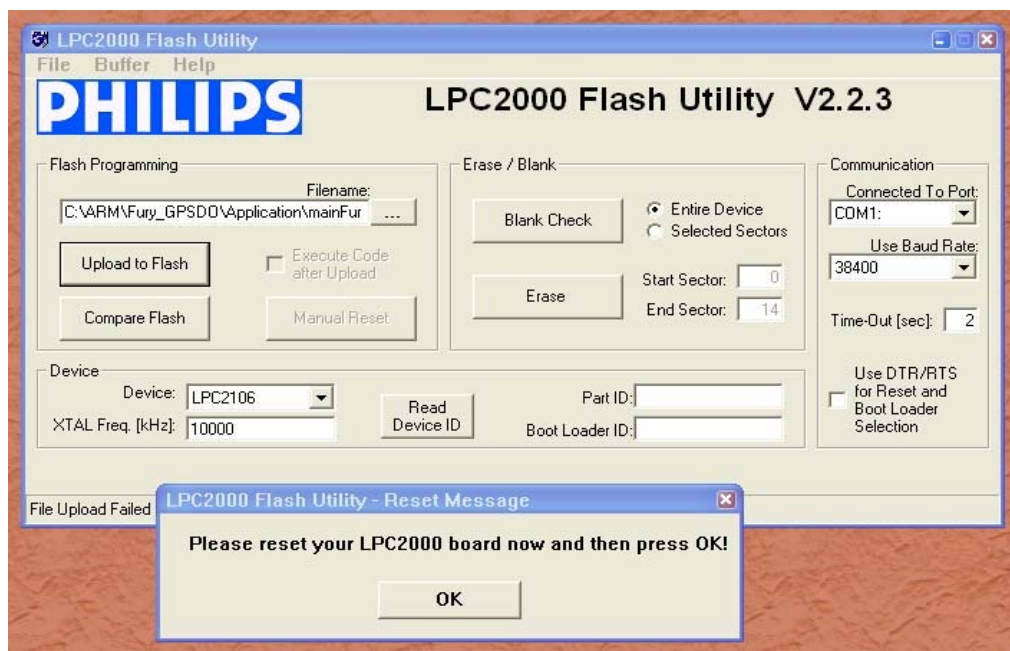 LPC2000 Flash Utility
File Buffer Help
PHILIPS
LPC2000 Flash Utility V2.2.3
Flash Programming
Filename:
C:\ARM\Fury_GPSDO\Application\mainFur
...
Upload to Flash
Execute Code
after Upload
Compare Flash
Manual Reset
Erase / Blank
Blank Check
Entire Device
Selected Sectors
Erase
Start Sector: 0
End Sector: 14
Communication
Connected To Port:
COM1:
Use Baud Rate:
38400
Time-Out [sec]: 2
Use DTR/RTS
for Reset and
Boot Loader
Selection
Device
Device: LPC2106
XTAL Freq. [kHz]: 10000
Read
Device ID
Part ID:
Boot Loader ID:
File Upload Failed
LPC2000 Flash Utility - Reset Message
Please reset your LPC2000 board now and then press OK!
OK